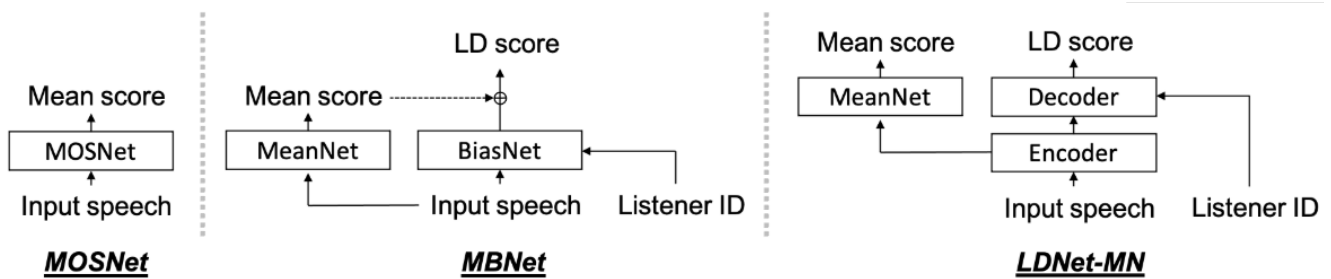 Mean score
MOSNet
Input speech
MOSNet
LD score
Mean score
MeanNet
BiasNet
Input speech
Listener ID
MBNet
Mean score
LD score
MeanNet
Decoder
Encoder
Input speech
Listener ID
LDNet-MN